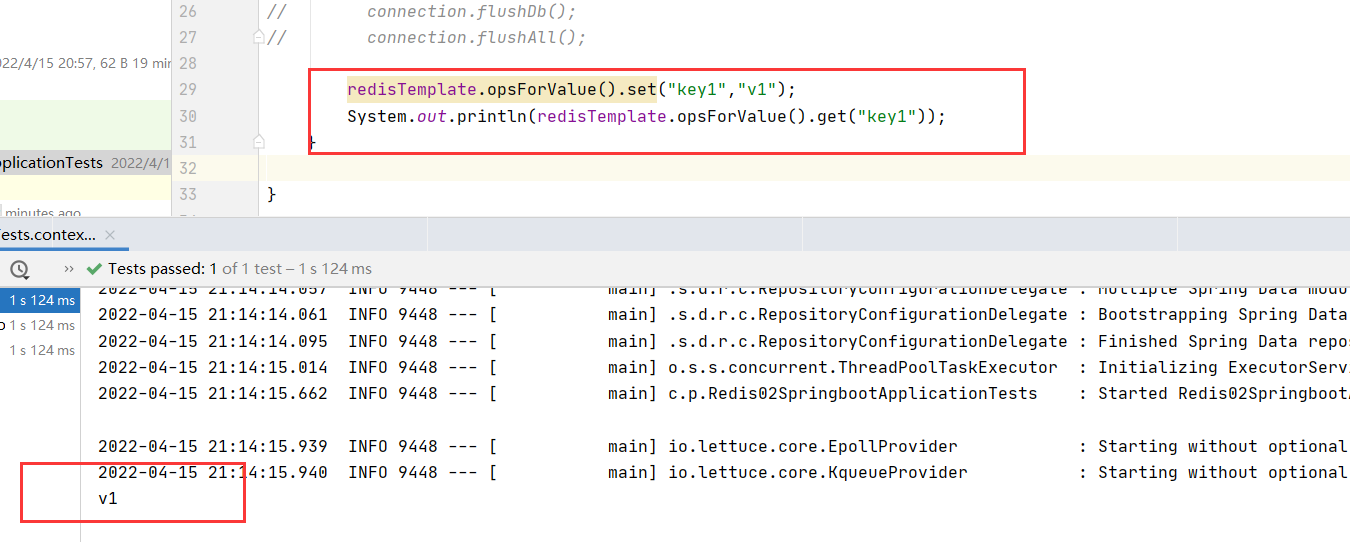 26 //        connection.flushDb();
27 //        connection.flushAll();
28
022/4/15 20:57, 62 B 19 min
29 redisTemplate.opsForValue().set("key1","v1");
30 System.out.println(redisTemplate.opsForValue().get("key1"));
31 }
pplicationTests 2022/4/1
32
33 }
minutes ago
Tests.contex... ×
» Tests passed: 1 of 1 test – 1 s 124 ms
2022-04-15 21:14:14.057  INFO 9448 --- [           main] .s.d.r.c.RepositoryConfigurationDelegate : Multiple Spring Data modu
1 s 124 ms
2022-04-15 21:14:14.061  INFO 9448 --- [           main] .s.d.r.c.RepositoryConfigurationDelegate : Bootstrapping Spring Data
o 1 s 124 ms
2022-04-15 21:14:14.095  INFO 9448 --- [           main] .s.d.r.c.RepositoryConfigurationDelegate : Finished Spring Data repos
1 s 124 ms
2022-04-15 21:14:15.014  INFO 9448 --- [           main] o.s.s.concurrent.ThreadPoolTaskExecutor  : Initializing ExecutorServi
2022-04-15 21:14:15.662  INFO 9448 --- [           main] c.p.Redis02SpringbootApplicationTests    : Started Redis02SpringbootA
2022-04-15 21:14:15.939  INFO 9448 --- [           main] io.lettuce.core.EpollProvider            : Starting without optional
2022-04-15 21:14:15.940  INFO 9448 --- [           main] io.lettuce.core.KqueueProvider           : Starting without optional
v1